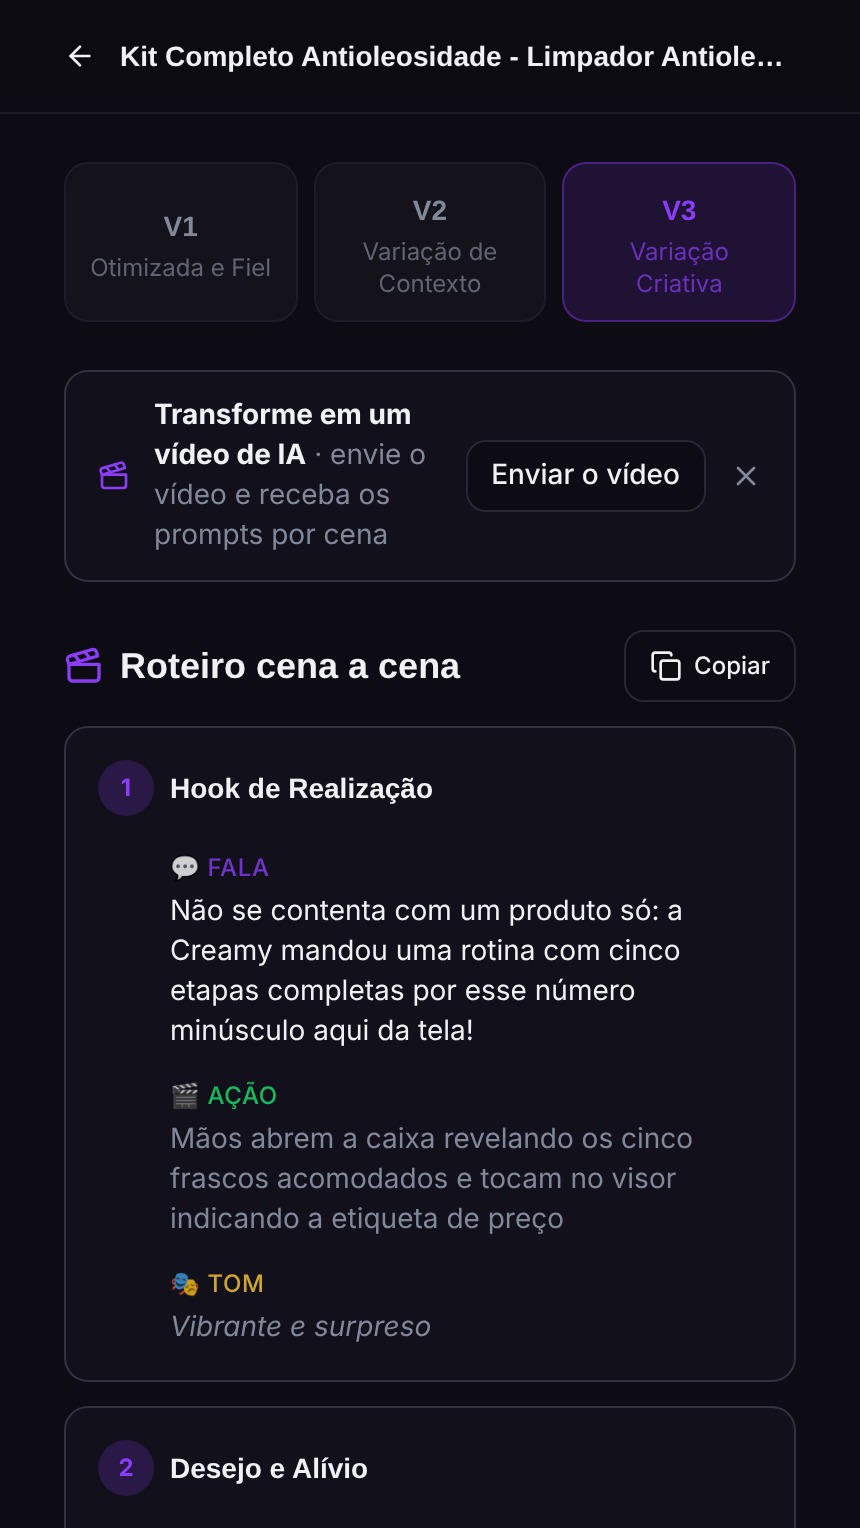 Kit Completo Antioleosidade - Limpador Antiole...
V1
Otimizada e Fiel
V2
Variação de
Contexto
V3
Variação
Criativa
Transforme em um
vídeo de IA · envie o
vídeo e receba os
prompts por cena
Enviar o vídeo
Roteiro cena a cena
Copiar
1
Hook de Realização
FALA
Não se contenta com um produto só: a
Creamy mandou uma rotina com cinco
etapas completas por esse número
minúsculo aqui da tela!
AÇÃO
Mãos abrem a caixa revelando os cinco
frascos acomodados e tocam no visor
indicando a etiqueta de preço
TOM
Vibrante e surpreso
2
Desejo e Alívio